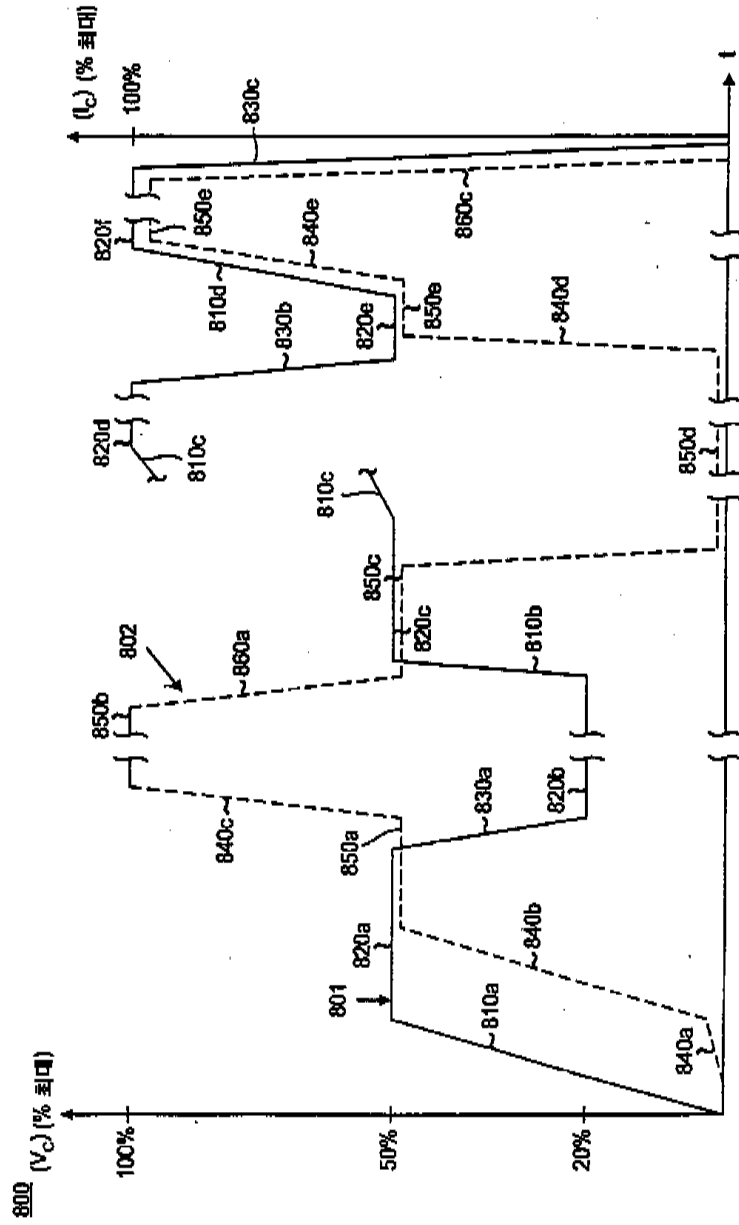 800
(V_C) (% 최대)
(I_C) (% 최대)
100%
50%
20%
100%
t
801
802
810a
820a
830a
820b
810b
820c
810c
810c
820d
830b
820e
810d
820f
830c
840a
840b
850a
840c
850b
860a
850c
850d
840d
850e
840e
850e
860c